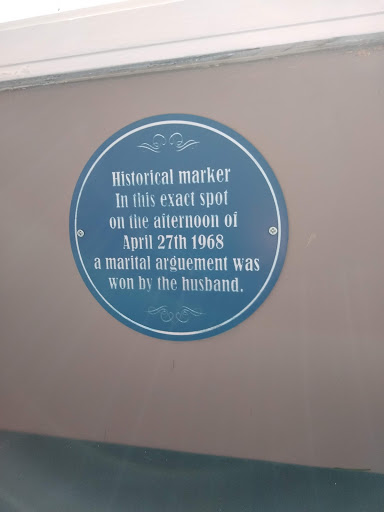 Historical marker
In this exact spot
on the afternoon of
April 27th 1968
a marital arguement was
won by the husband.